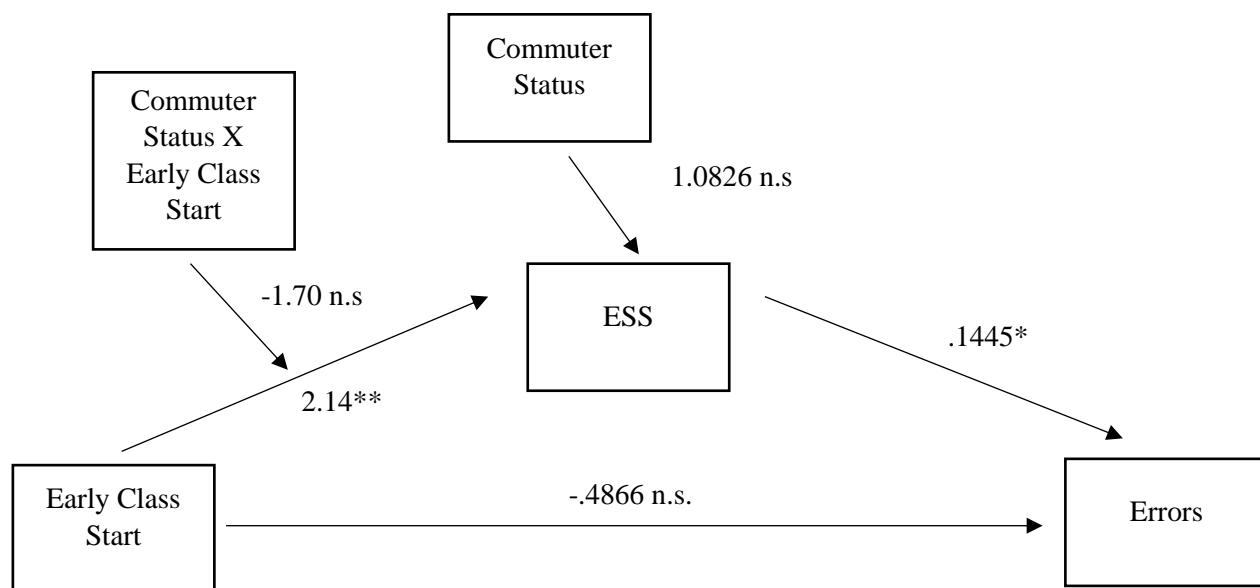 Commuter
Status
Commuter
Status X
Early Class
Start
1.0826 n.s
-1.70 n.s
ESS
.1445*
2.14**
Early Class
Start
-.4866 n.s.
Errors